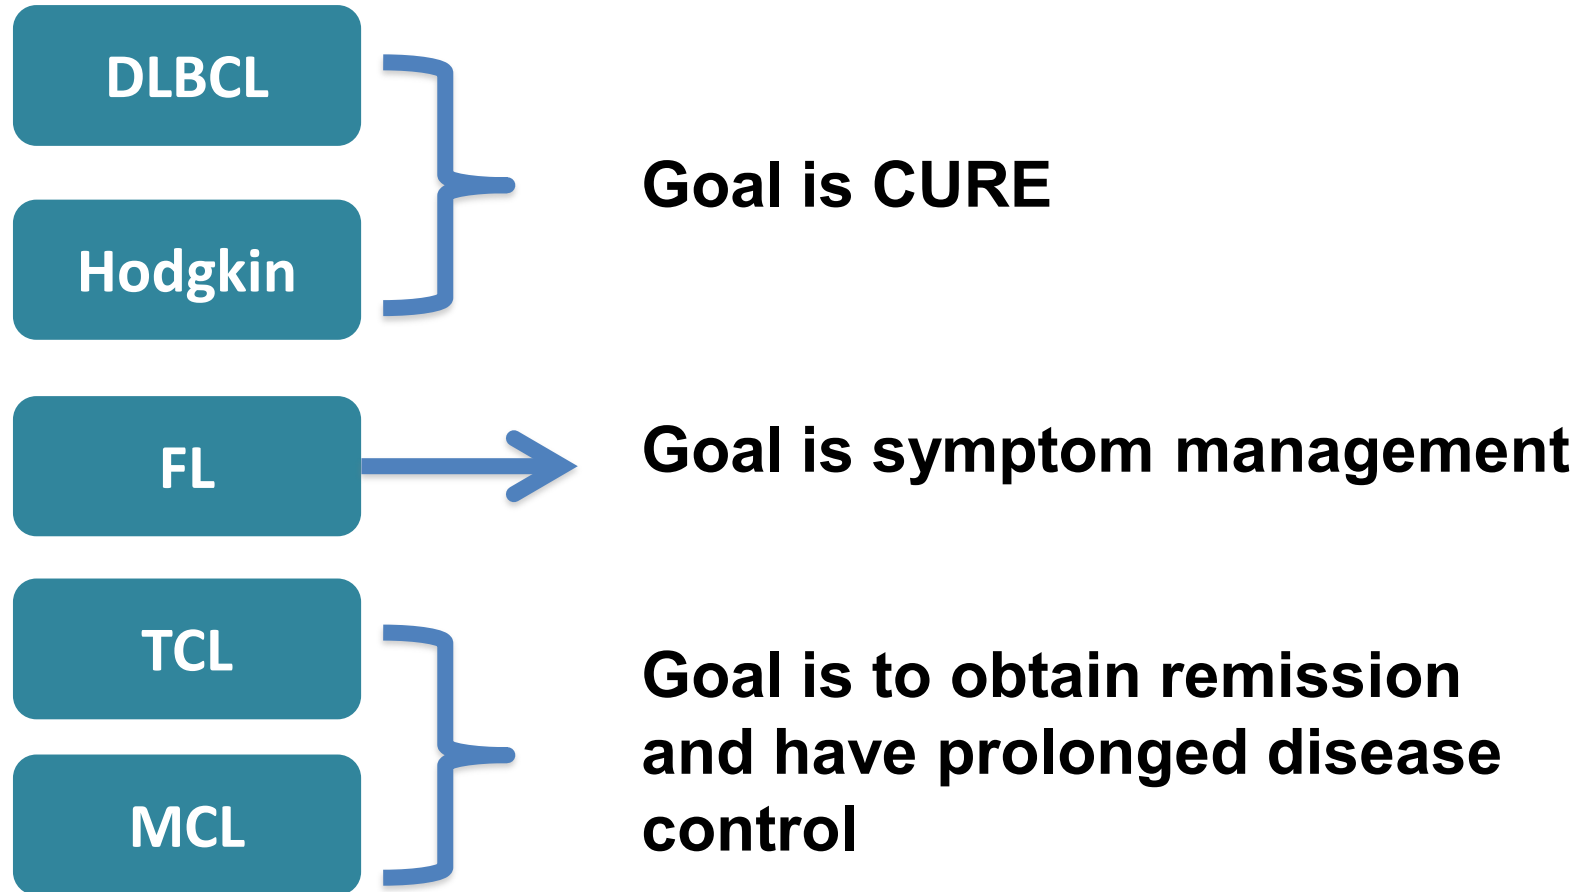 DLBCL
Hodgkin
Goal is CURE
FL
Goal is symptom management
TCL
MCL
Goal is to obtain remission
and have prolonged disease
control